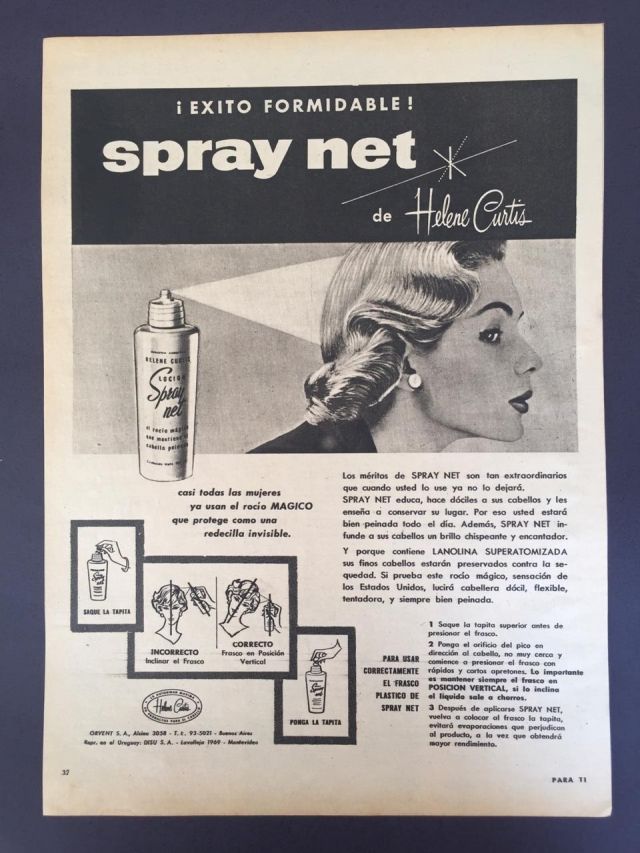 ¡EXITO FORMIDABLE!
spray net
de Helene Curtis
HELENE CURTIS
LOCION
Spray
net
el rocío mágico
que mantiene el
cabello peinado
casi todas las mujeres
ya usan el rocío MAGICO
que protege como una
redecilla invisible.
Los méritos de SPRAY NET son tan extraordinarios
que cuando usted lo use ya no lo dejará.
SPRAY NET educa, hace dóciles a sus cabellos y les
enseña a conservar su lugar. Por eso usted estará
bien peinada todo el día. Además, SPRAY NET in-
funde a sus cabellos un brillo chispeante y encantador.
Y porque contiene LANOLINA SUPERATOMIZADA
sus finos cabellos estarán preservados contra la se-
quedad. Si prueba este rocío mágico, sensación de
los Estados Unidos, lucirá cabellera dócil, flexible,
tentadora, y siempre bien peinada.
SAQUE LA TAPITA
INCORRECTO
Inclinar el Frasco
CORRECTO
Frasco en Posición
Vertical
PONGA LA TAPITA
PARA USAR
CORRECTAMENTE
EL FRASCO
PLASTICO DE
SPRAY NET
1 Saque la tapita superior antes de
presionar el frasco.
2 Ponga el orificio del pico en
dirección al cabello, no muy cerca y
comience a presionar el frasco con
rápidos y cortos apretones. Lo importante
es mantener siempre el frasco en
POSICION VERTICAL, si lo inclina
el líquido sale a chorros.
3 Después de aplicarse SPRAY NET,
vuelva a colocar al frasco la tapita,
evitará evaporaciones que perjudican
al producto, a la vez que obtendrá
mayor rendimiento.
Helene Curtis
PRODUCTOS PARA EL CABELLO
ORVENT S. A., Alsina 3058 - T. E. 93-5021 - Buenos Aires
Repr. en el Uruguay: DISU S. A. - Lavalleja 1969 - Montevideo
32
PARA TI